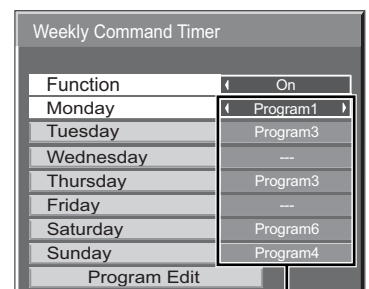 Weekly Command Timer
Function On
Monday Program1
Tuesday Program3
Wednesday ---
Thursday Program3
Friday ---
Saturday Program6
Sunday Program4
Program Edit